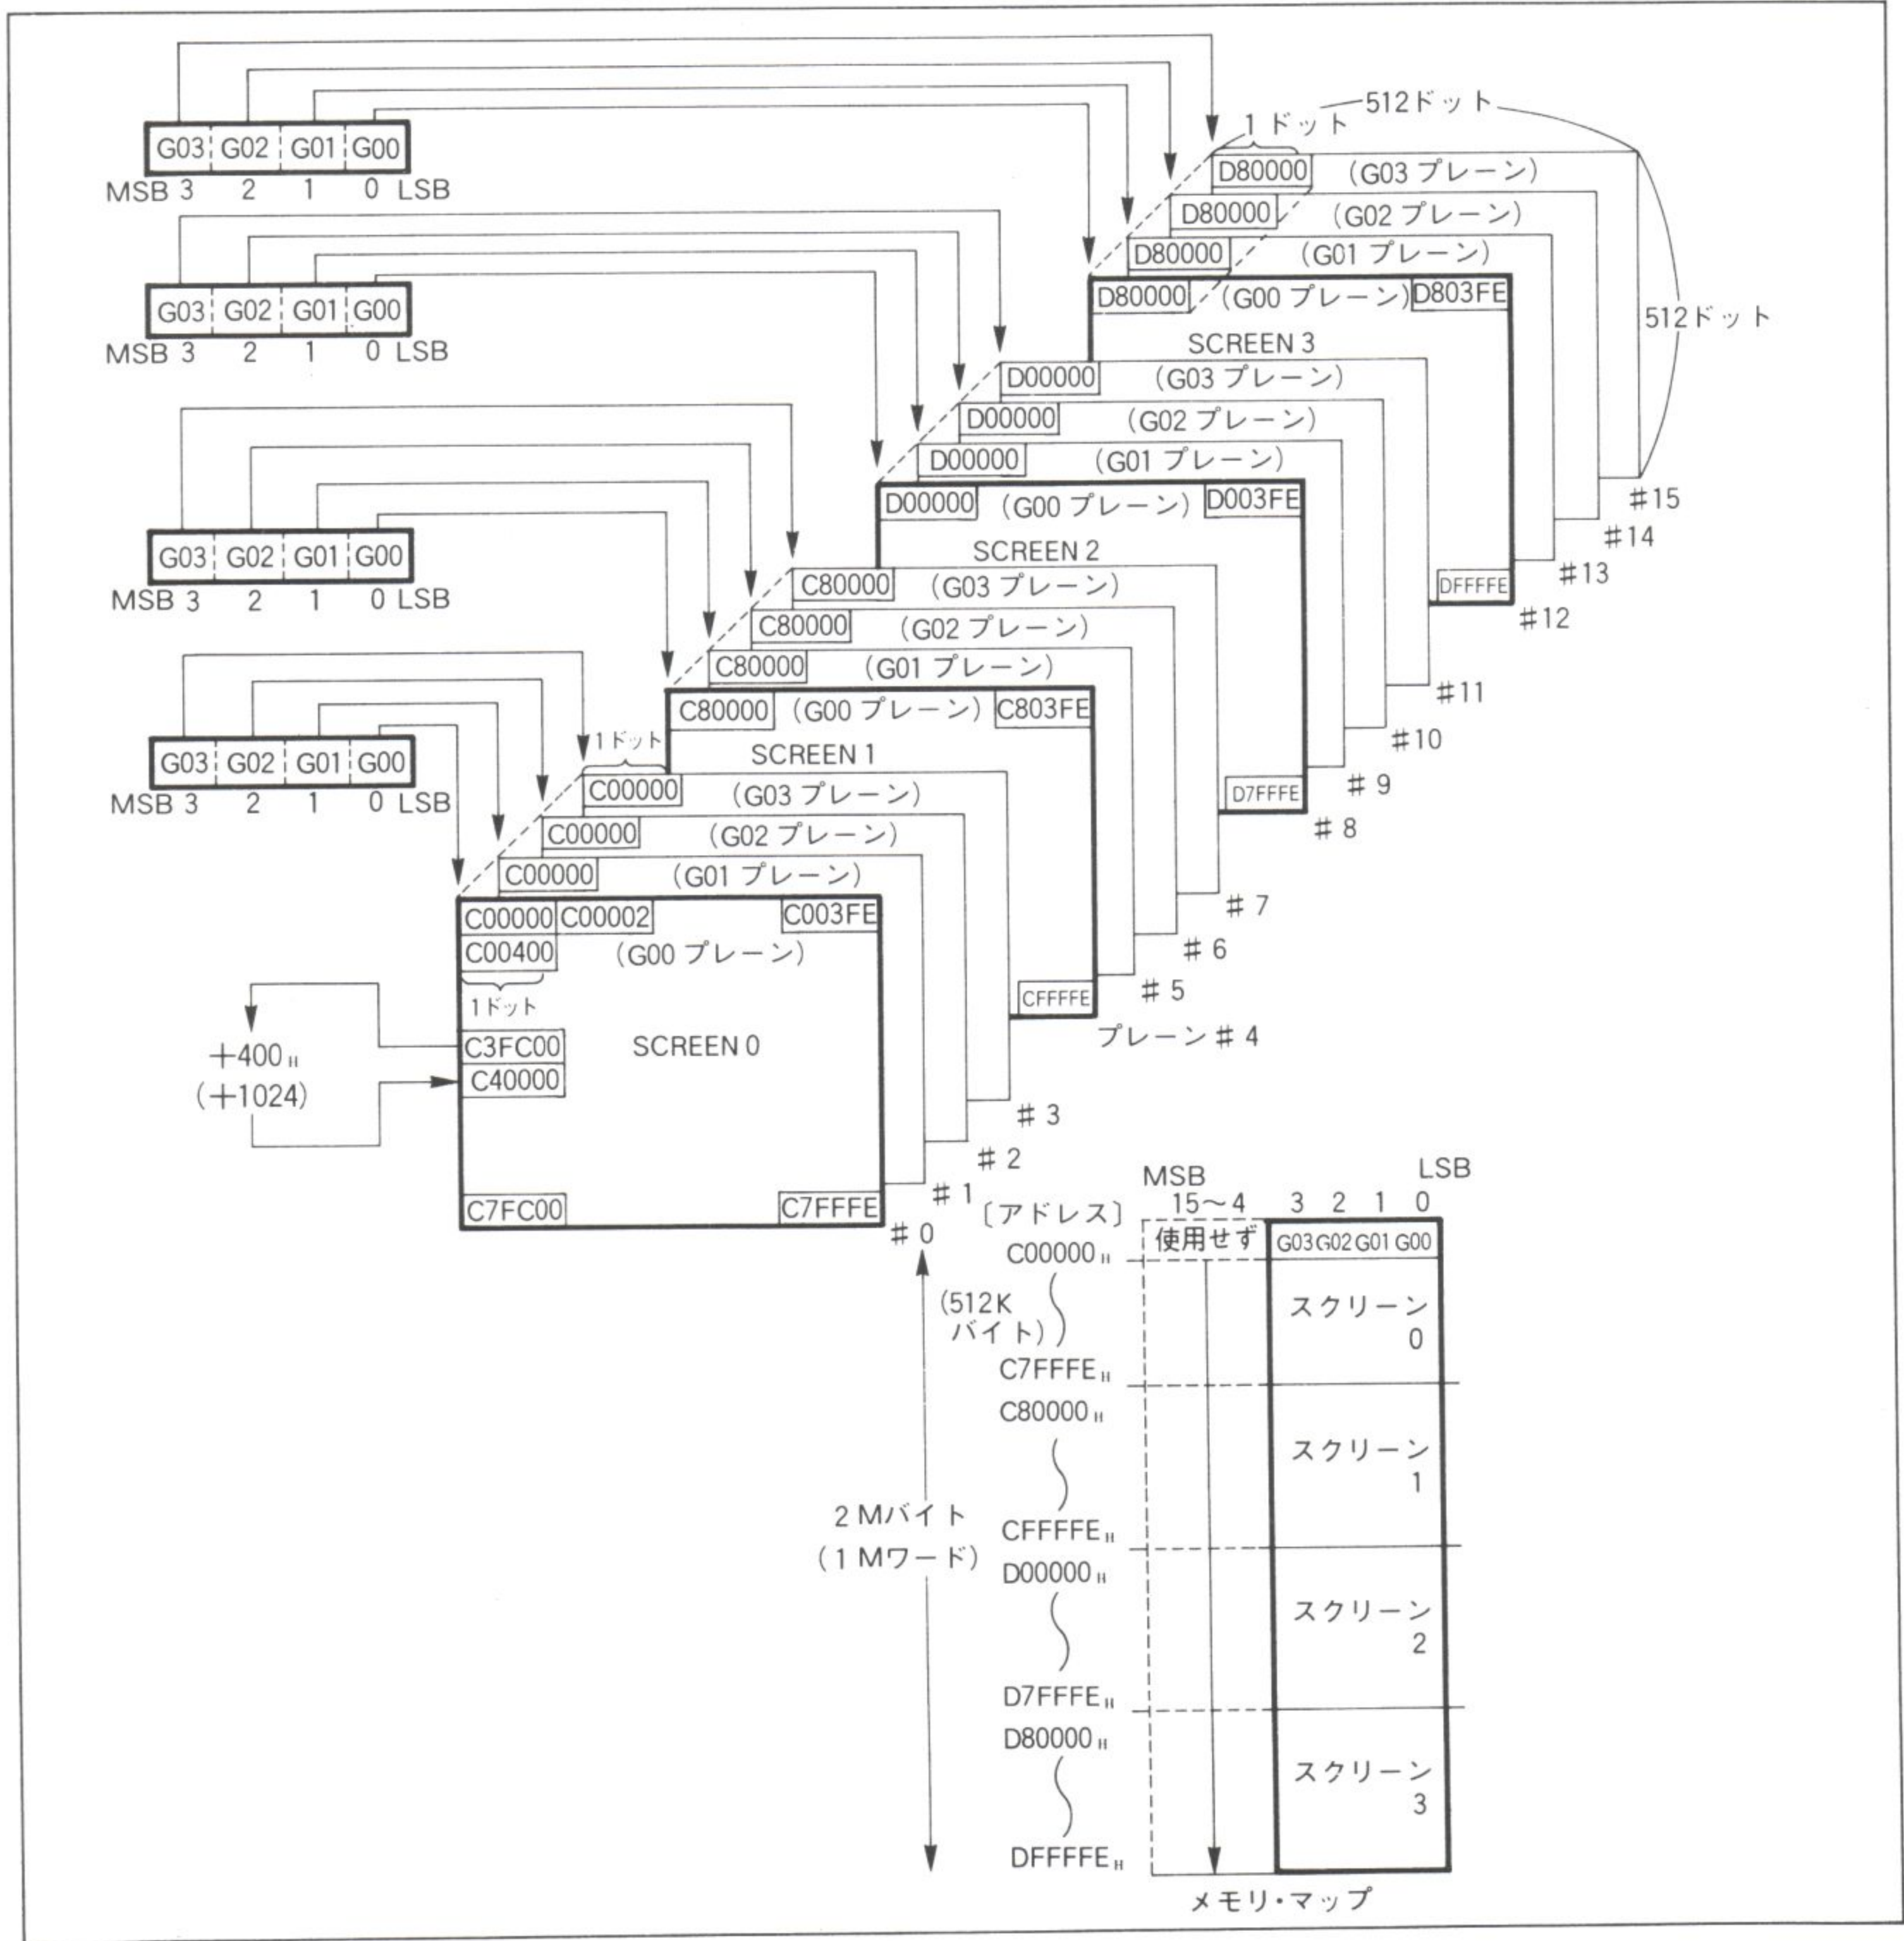 512ドット
1ドット
G03 G02 G01 G00
MSB 3 2 1 0 LSB
D80000 (G03 プレーン)
D80000 (G02 プレーン)
D80000 (G01 プレーン)
D80000 (G00 プレーン) D803FE
SCREEN 3
512ドット
DFFFFE
#15
#14
#13
#12
G03 G02 G01 G00
MSB 3 2 1 0 LSB
D00000 (G03 プレーン)
D00000 (G02 プレーン)
D00000 (G01 プレーン)
D00000 (G00 プレーン) D003FE
SCREEN 2
D7FFFE
#11
#10
#9
#8
G03 G02 G01 G00
MSB 3 2 1 0 LSB
C80000 (G03 プレーン)
C80000 (G02 プレーン)
C80000 (G01 プレーン)
C80000 (G00 プレーン) C803FE
SCREEN 1
CFFFFE
#7
#6
#5
プレーン #4
G03 G02 G01 G00
MSB 3 2 1 0 LSB
1ドット
C00000 (G03 プレーン)
C00000 (G02 プレーン)
C00000 (G01 プレーン)
C00000 C00002 C003FE
C00400 (G00 プレーン)
1ドット
C3FC00 SCREEN 0
C40000
+400H
(+1024)
C7FC00 C7FFFE
#3
#2
#1
#0
MSB LSB
〔アドレス〕 15～4 3 2 1 0
使用せず G03 G02 G01 G00
C00000H
(512K
バイト)
スクリーン
0
C7FFFEH
C80000H
スクリーン
1
CFFFFEH
2Mバイト
(1Mワード)
D00000H
スクリーン
2
D7FFFEH
D80000H
スクリーン
3
DFFFFEH
メモリ・マップ